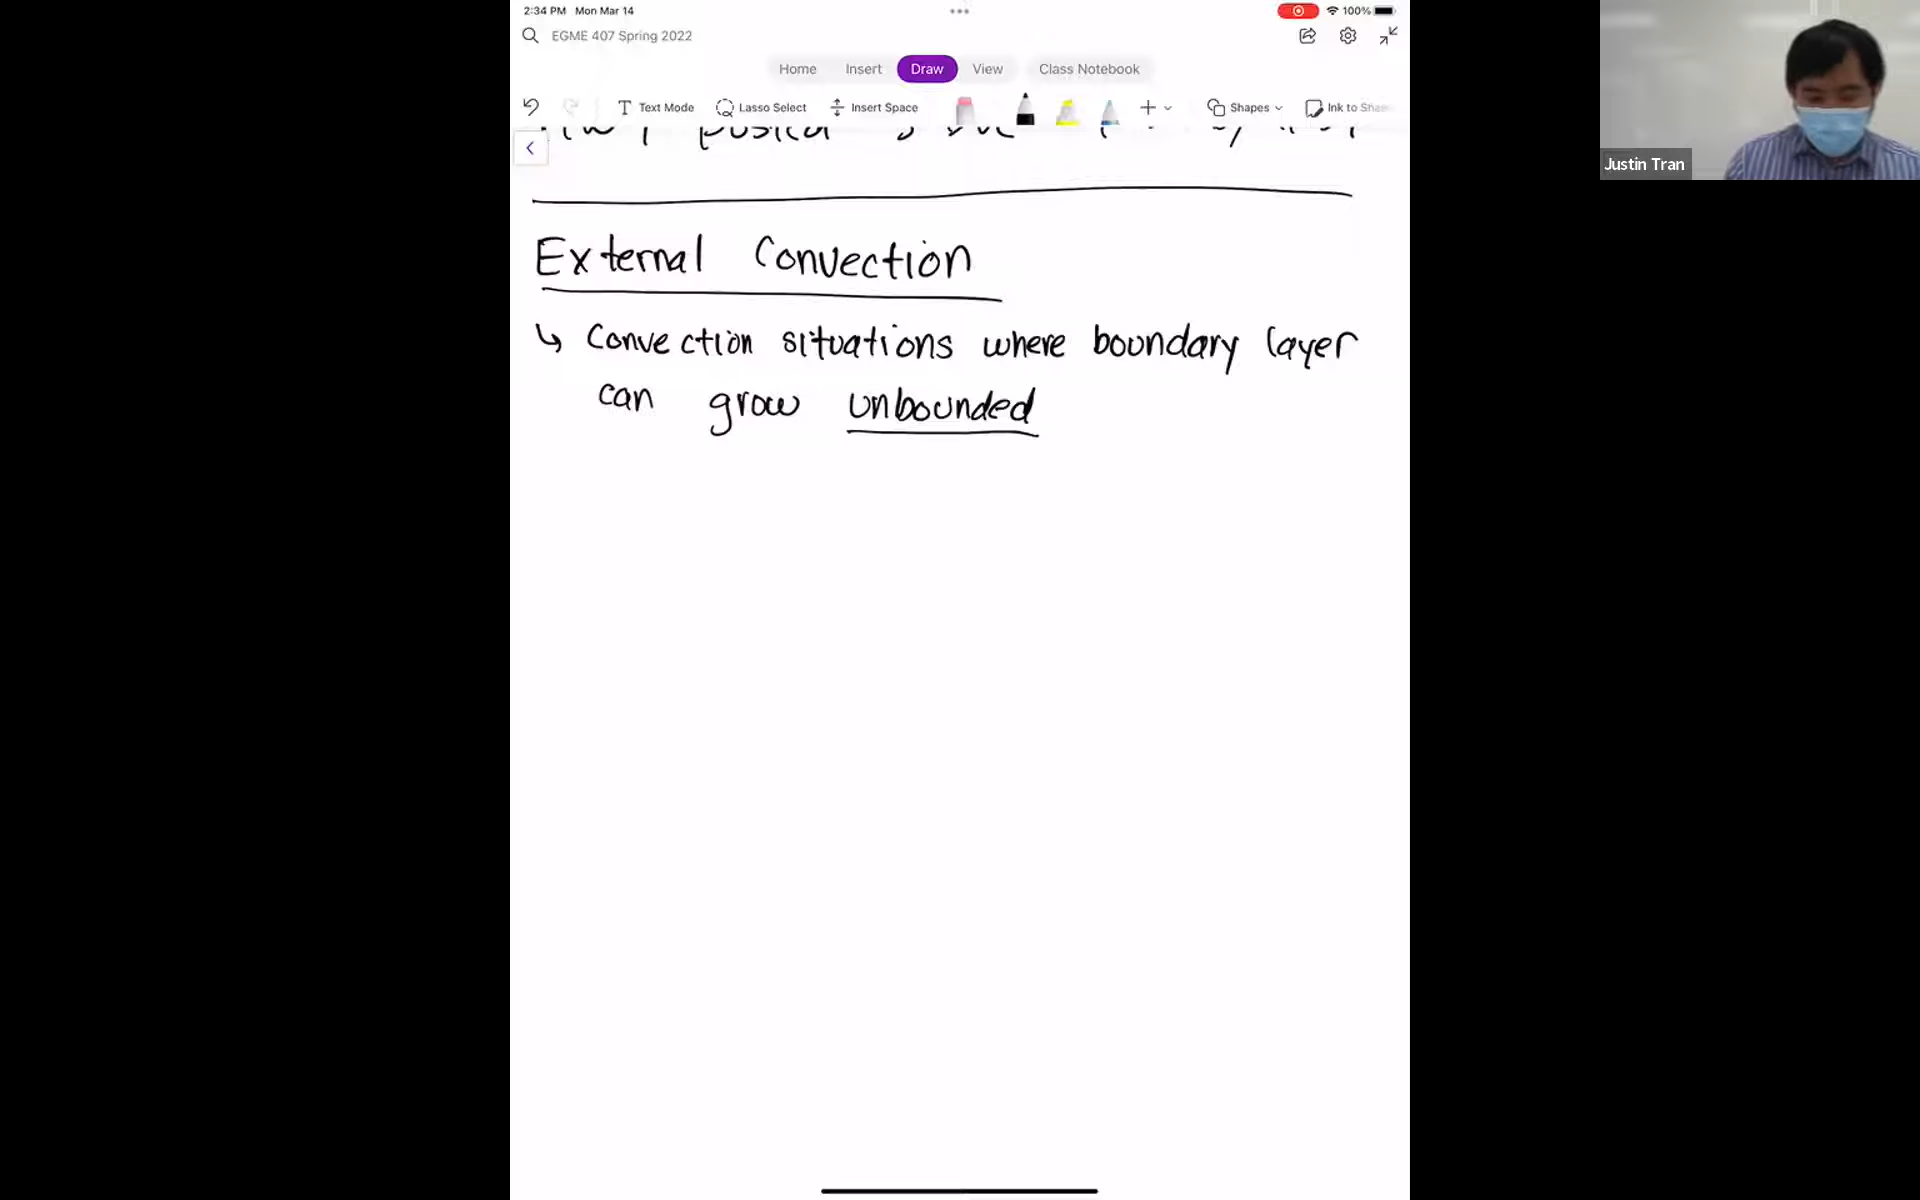 2:34 PM Mon Mar 14
100%
EGME 407 Spring 2022
Home Insert Draw View Class Notebook
Text Mode Lasso Select Insert Space Shapes Ink to
External Convection
↳ Convection situations where boundary layer
can grow unbounded
Justin Tran